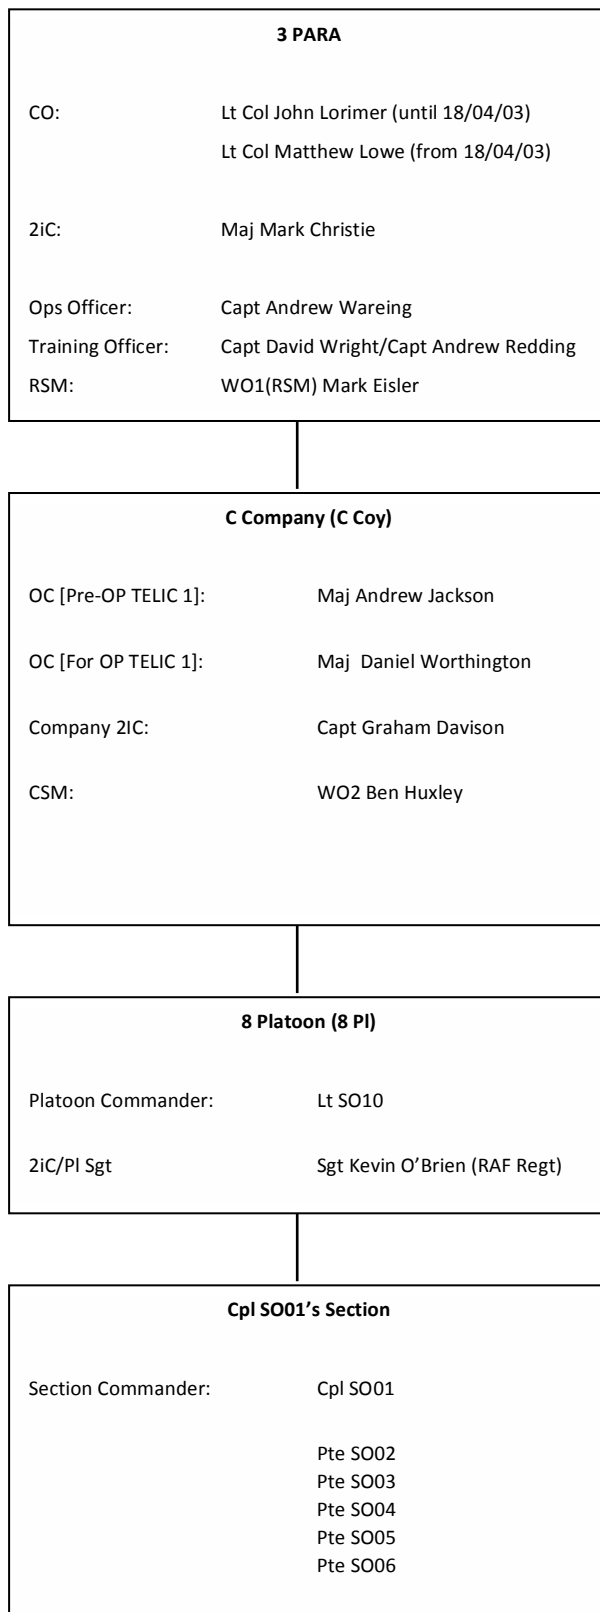 3 PARA
CO: Lt Col John Lorimer (until 18/04/03)
Lt Col Matthew Lowe (from 18/04/03)
2iC: Maj Mark Christie
Ops Officer: Capt Andrew Wareing
Training Officer: Capt David Wright/Capt Andrew Redding
RSM: WO1(RSM) Mark Eisler
C Company (C Coy)
OC [Pre-OP TELIC 1]: Maj Andrew Jackson
OC [For OP TELIC 1]: Maj Daniel Worthington
Company 2IC: Capt Graham Davison
CSM: WO2 Ben Huxley
8 Platoon (8 Pl)
Platoon Commander: Lt SO10
2iC/Pl Sgt Sgt Kevin O’Brien (RAF Regt)
Cpl SO01’s Section
Section Commander: Cpl SO01
Pte SO02
Pte SO03
Pte SO04
Pte SO05
Pte SO06